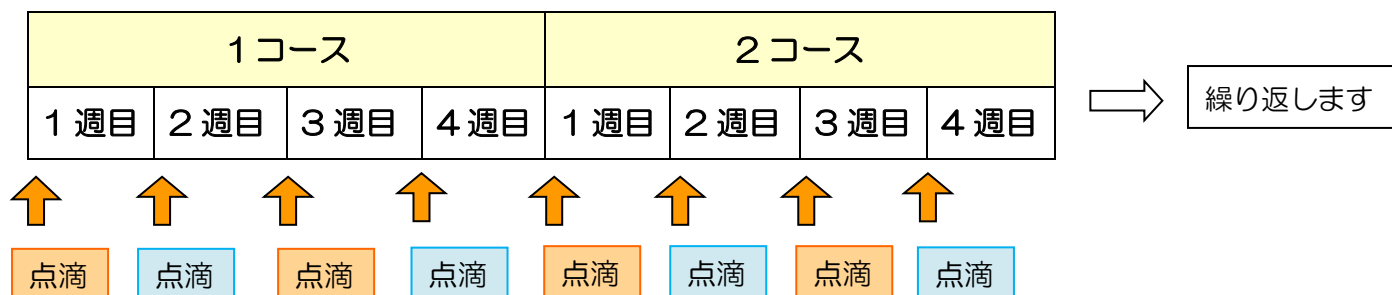 1コース 2コース
1週目 2週目 3週目 4週目 1週目 2週目 3週目 4週目
繰り返します
点滴 点滴 点滴 点滴 点滴 点滴 点滴 点滴